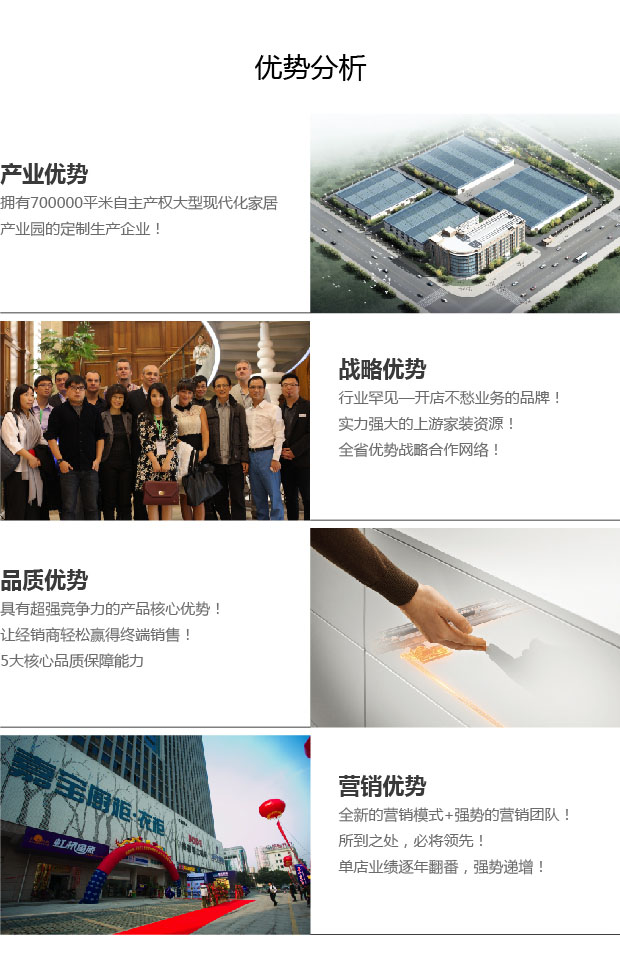 优势分析
产业优势
拥有700000平米自主产权大型现代化家居
产业园的定制生产企业！
战略优势
行业罕见—开店不愁业务的品牌！
实力强大的上游家装资源！
全省优势战略合作网络！
品质优势
具有超强竞争力的产品核心优势！
让经销商轻松赢得终端销售！
5大核心品质保障能力
嘉宝厨柜·衣柜
营销优势
全新的营销模式+强势的营销团队！
所到之处，必将领先！
单店业绩逐年翻番，强势递增！